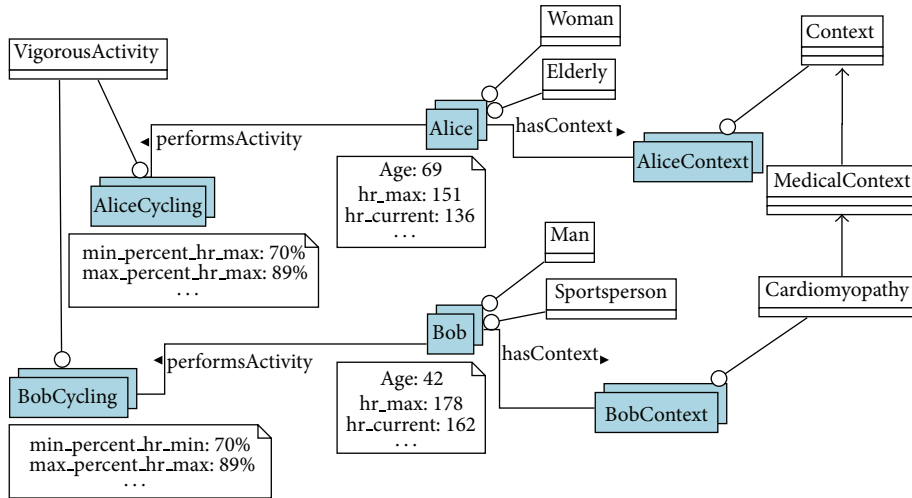 Woman
Context
VigorousActivity
Elderly
Alice
performsActivity
hasContext
AliceContext
Age: 69
hr_max: 151
hr_current: 136
...
AliceCycling
MedicalContext
min_percent_hr_max: 70%
max_percent_hr_max: 89%
...
Man
Sportsperson
Cardiomyopathy
Bob
performsActivity
hasContext
BobCycling
Age: 42
hr_max: 178
hr_current: 162
...
BobContext
min_percent_hr_min: 70%
max_percent_hr_max: 89%
...